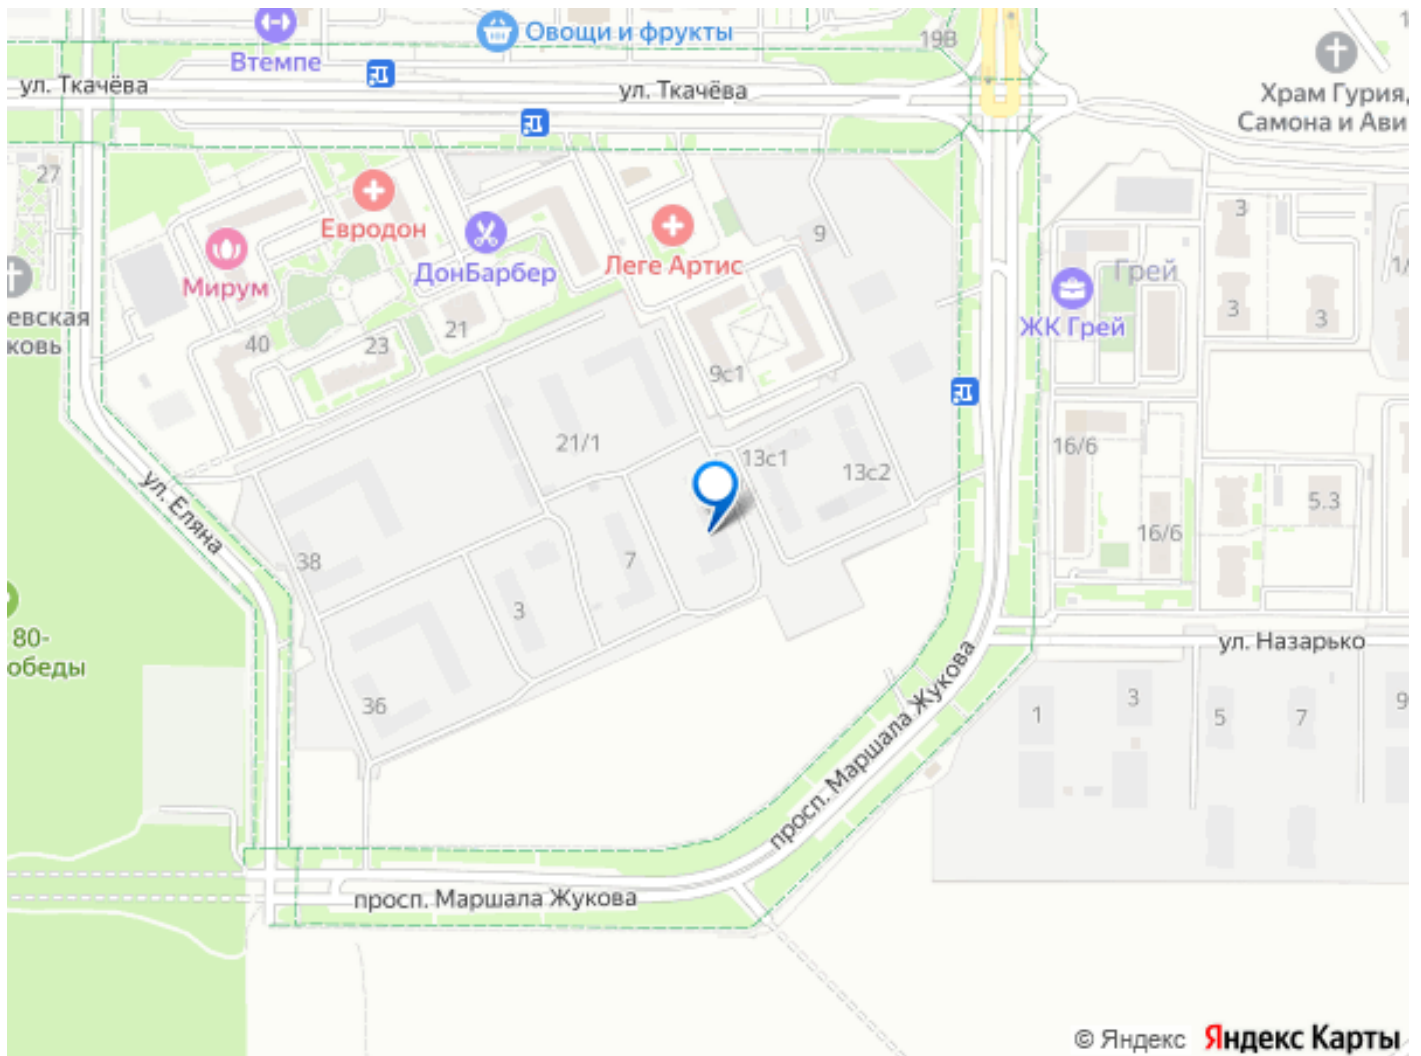 Овощи и фрукты
19В
Втемпе
ул. Ткачёва
ул. Ткачёва
Храм Гурия,
Самона и Ави
27
Евродон
ДонБарбер
Леге Артис
9
3
Мирум
Грей
1/
ЖК Грей
3
3
евская
ковь
40
23
21
9с1
21/1
13с1
13с2
16/6
ул. Еляна
5.3
16/6
38
7
3
80-
обеды
ул. Назарько
36
1
3
5
7
9
просп. Маршала Жукова
просп. Маршала Жукова
© Яндекс Яндекс Карты